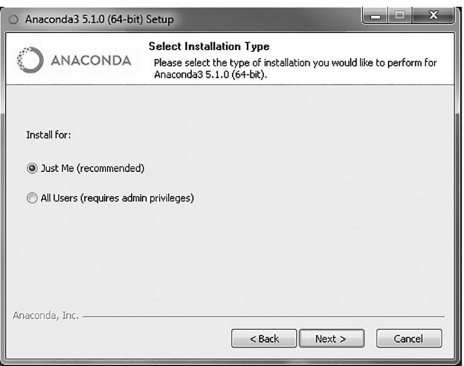 Anaconda3 5.1.0 (64-bit) Setup
ANACONDA
Select Installation Type
Please select the type of installation you would like to perform for
Anaconda3 5.1.0 (64-bit).
Install for:
Just Me (recommended)
All Users (requires admin privileges)
Anaconda, Inc.
< Back
Next >
Cancel